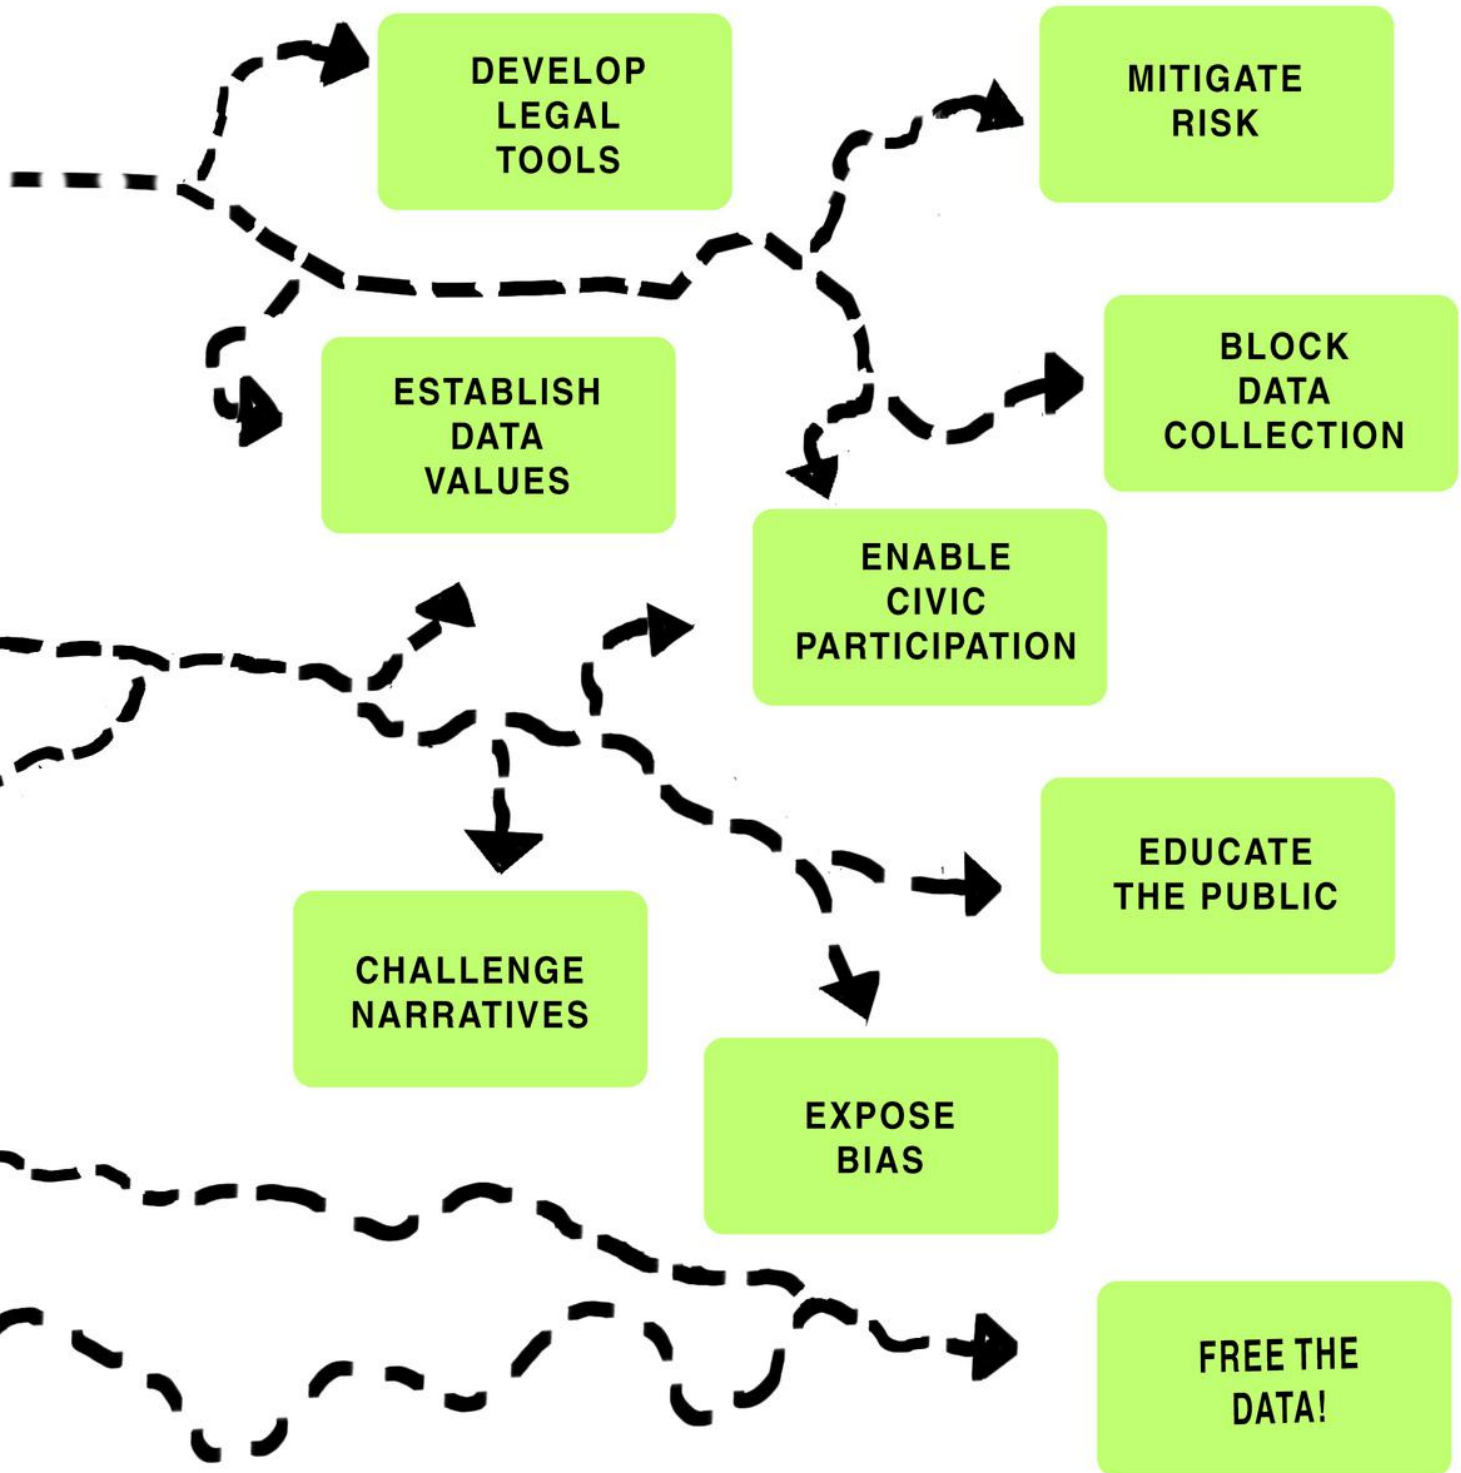 DEVELOP
LEGAL
TOOLS
MITIGATE
RISK
ESTABLISH
DATA
VALUES
BLOCK
DATA
COLLECTION
ENABLE
CIVIC
PARTICIPATION
EDUCATE
THE PUBLIC
CHALLENGE
NARRATIVES
EXPOSE
BIAS
FREE THE
DATA!